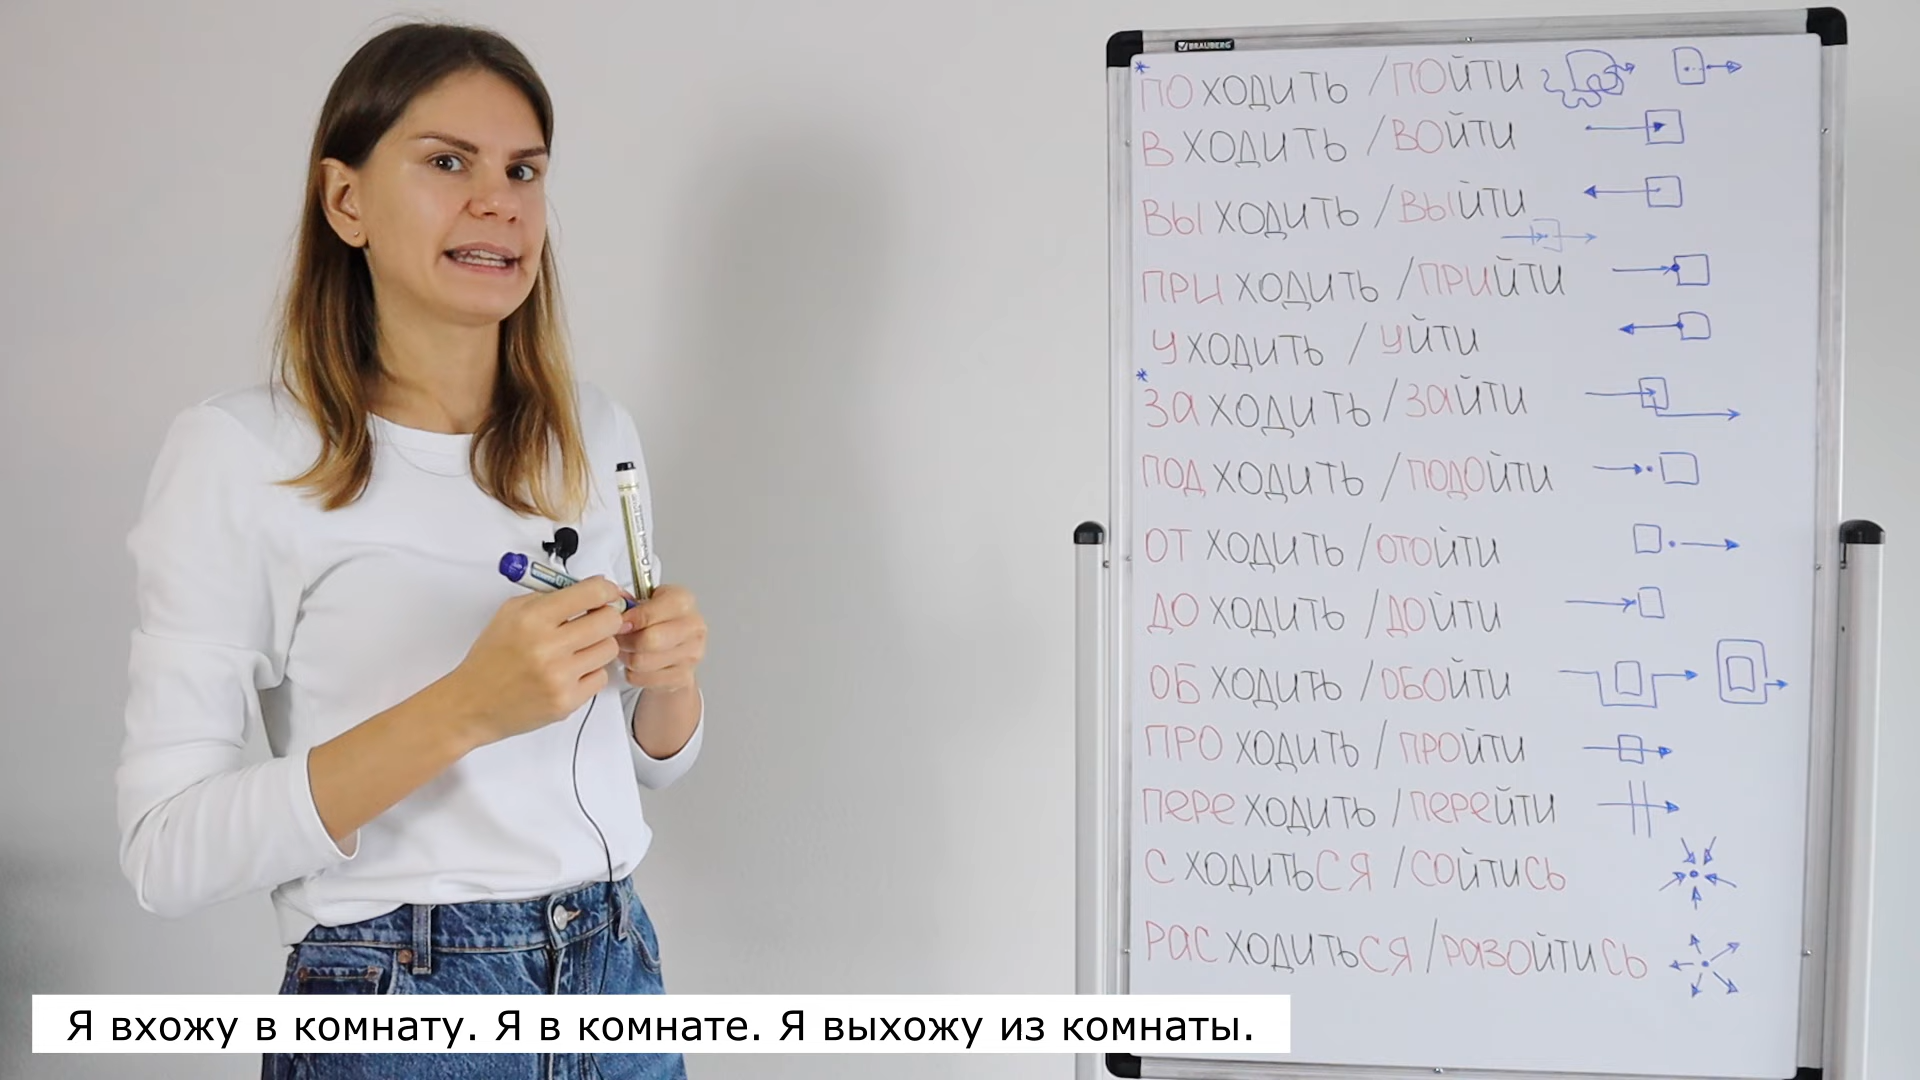 BRAUBERG
* ПОХОДИТЬ / ПОЙТИ
ВХОДИТЬ / ВОЙТИ
ВЫХОДИТЬ / ВЫЙТИ
ПРИХОДИТЬ / ПРИЙТИ
УХОДИТЬ / УЙТИ
* ЗАХОДИТЬ / ЗАЙТИ
ПОДХОДИТЬ / ПОДОЙТИ
ОТХОДИТЬ / ОТОЙТИ
ДОХОДИТЬ / ДОЙТИ
ОБХОДИТЬ / ОБОЙТИ
ПРОХОДИТЬ / ПРОЙТИ
ПЕРЕХОДИТЬ / ПЕРЕЙТИ
СХОДИТЬСЯ / СОЙТИСЬ
РАСХОДИТЬСЯ / РАЗОЙТИСЬ
Я вхожу в комнату. Я в комнате. Я выхожу из комнаты.